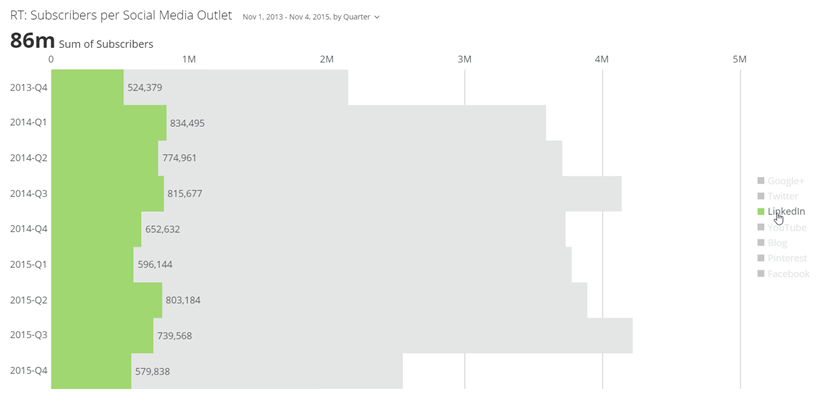 RT: Subscribers per Social Media Outlet Nov 1, 2013 - Nov 4, 2015, by Quarter
86m Sum of Subscribers
0 1M 2M 3M 4M 5M
2013-Q4 524,379
2014-Q1 834,495
2014-Q2 774,961
2014-Q3 815,677
2014-Q4 652,632
2015-Q1 596,144
2015-Q2 803,184
2015-Q3 739,568
2015-Q4 579,838
Google+
Twitter
LinkedIn
YouTube
Blog
Pinterest
Facebook